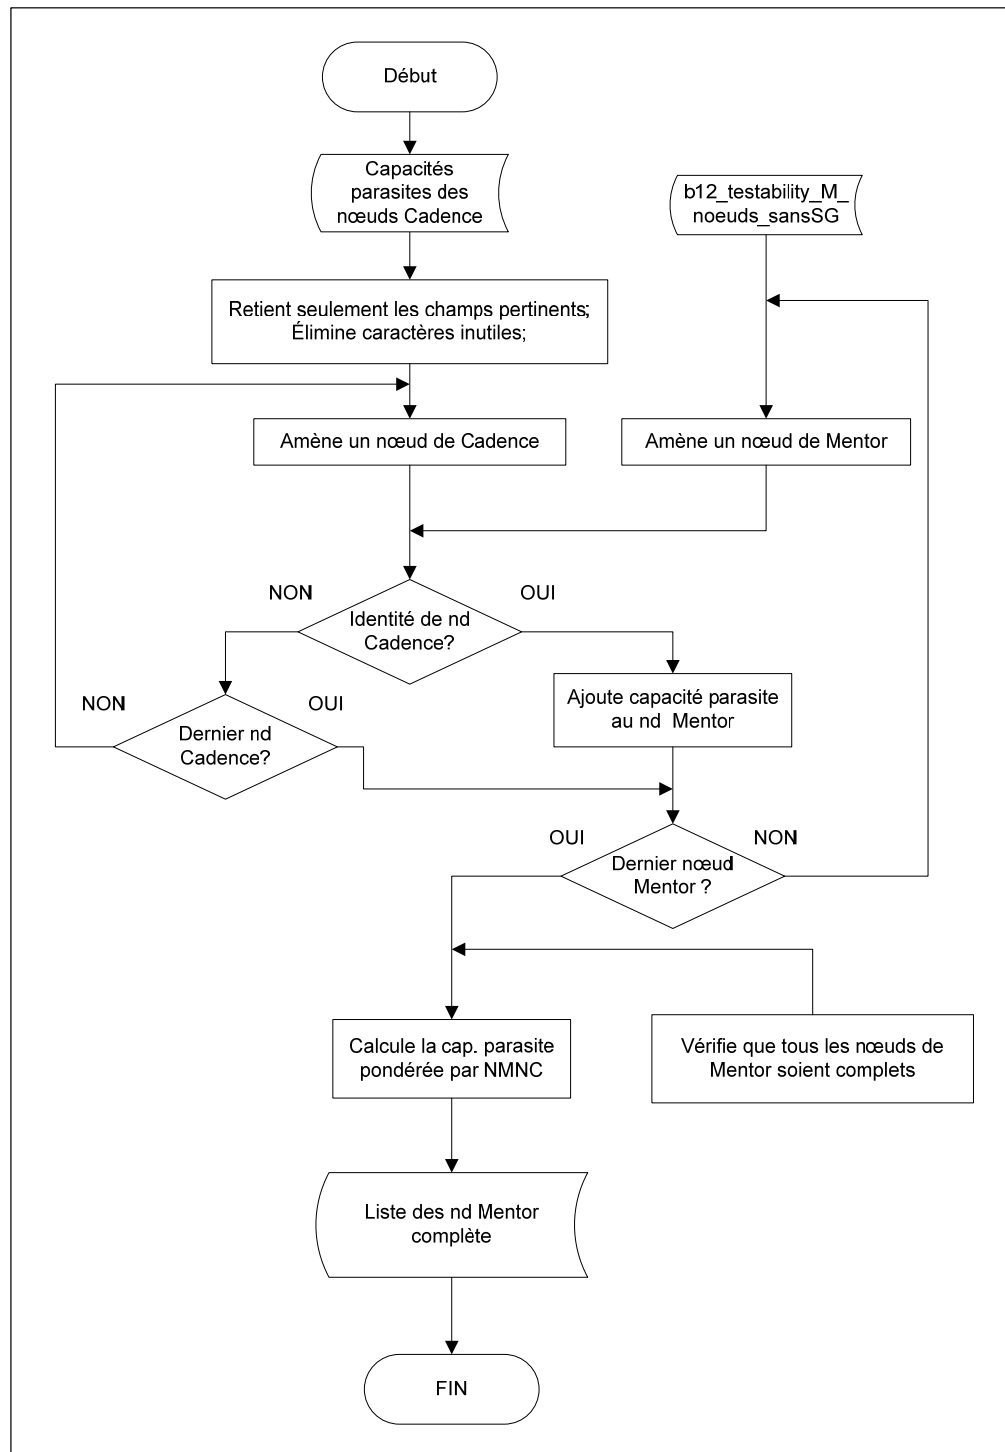 Début
Capacités
parasites des
nœuds Cadence
b12_testability_M_
noeuds_sansSG
Retient seulement les champs pertinents;
Élimine caractères inutiles;
Amène un nœud de Cadence
Amène un nœud de Mentor
NON
OUI
Identité de nd
Cadence?
NON
OUI
Dernier nd
Cadence?
Ajoute capacité parasite
au nd Mentor
OUI
NON
Dernier nœud
Mentor ?
Calcule la cap. parasite
pondérée par NMNC
Vérifie que tous les nœuds de
Mentor soient complets
Liste des nd Mentor
complète
FIN